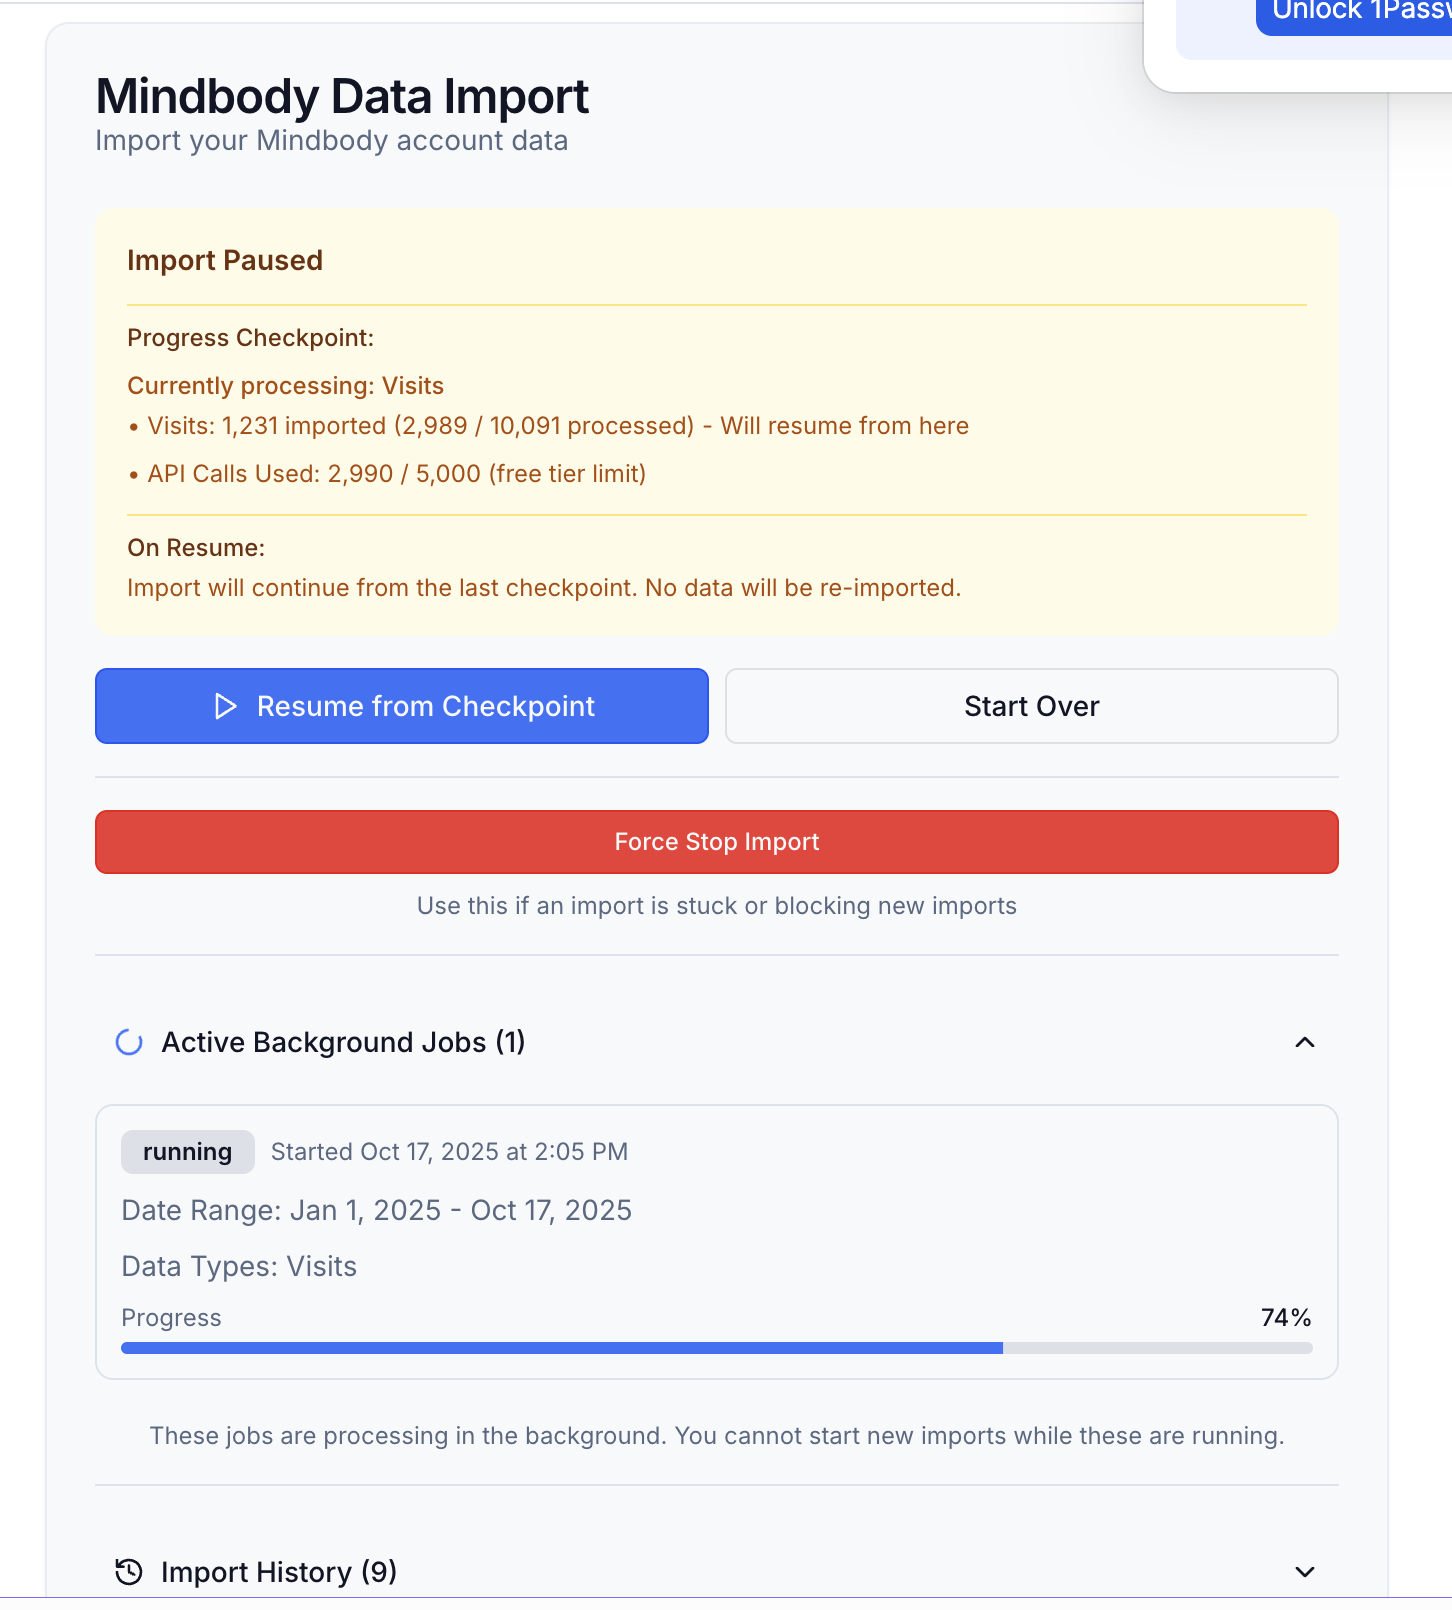 Unlock 1Passw
Mindbody Data Import
Import your Mindbody account data
Import Paused
Progress Checkpoint:
Currently processing: Visits
• Visits: 1,231 imported (2,989 / 10,091 processed) - Will resume from here
• API Calls Used: 2,990 / 5,000 (free tier limit)
On Resume:
Import will continue from the last checkpoint. No data will be re-imported.
Resume from Checkpoint
Start Over
Force Stop Import
Use this if an import is stuck or blocking new imports
Active Background Jobs (1)
running Started Oct 17, 2025 at 2:05 PM
Date Range: Jan 1, 2025 - Oct 17, 2025
Data Types: Visits
Progress 74%
These jobs are processing in the background. You cannot start new imports while these are running.
Import History (9)